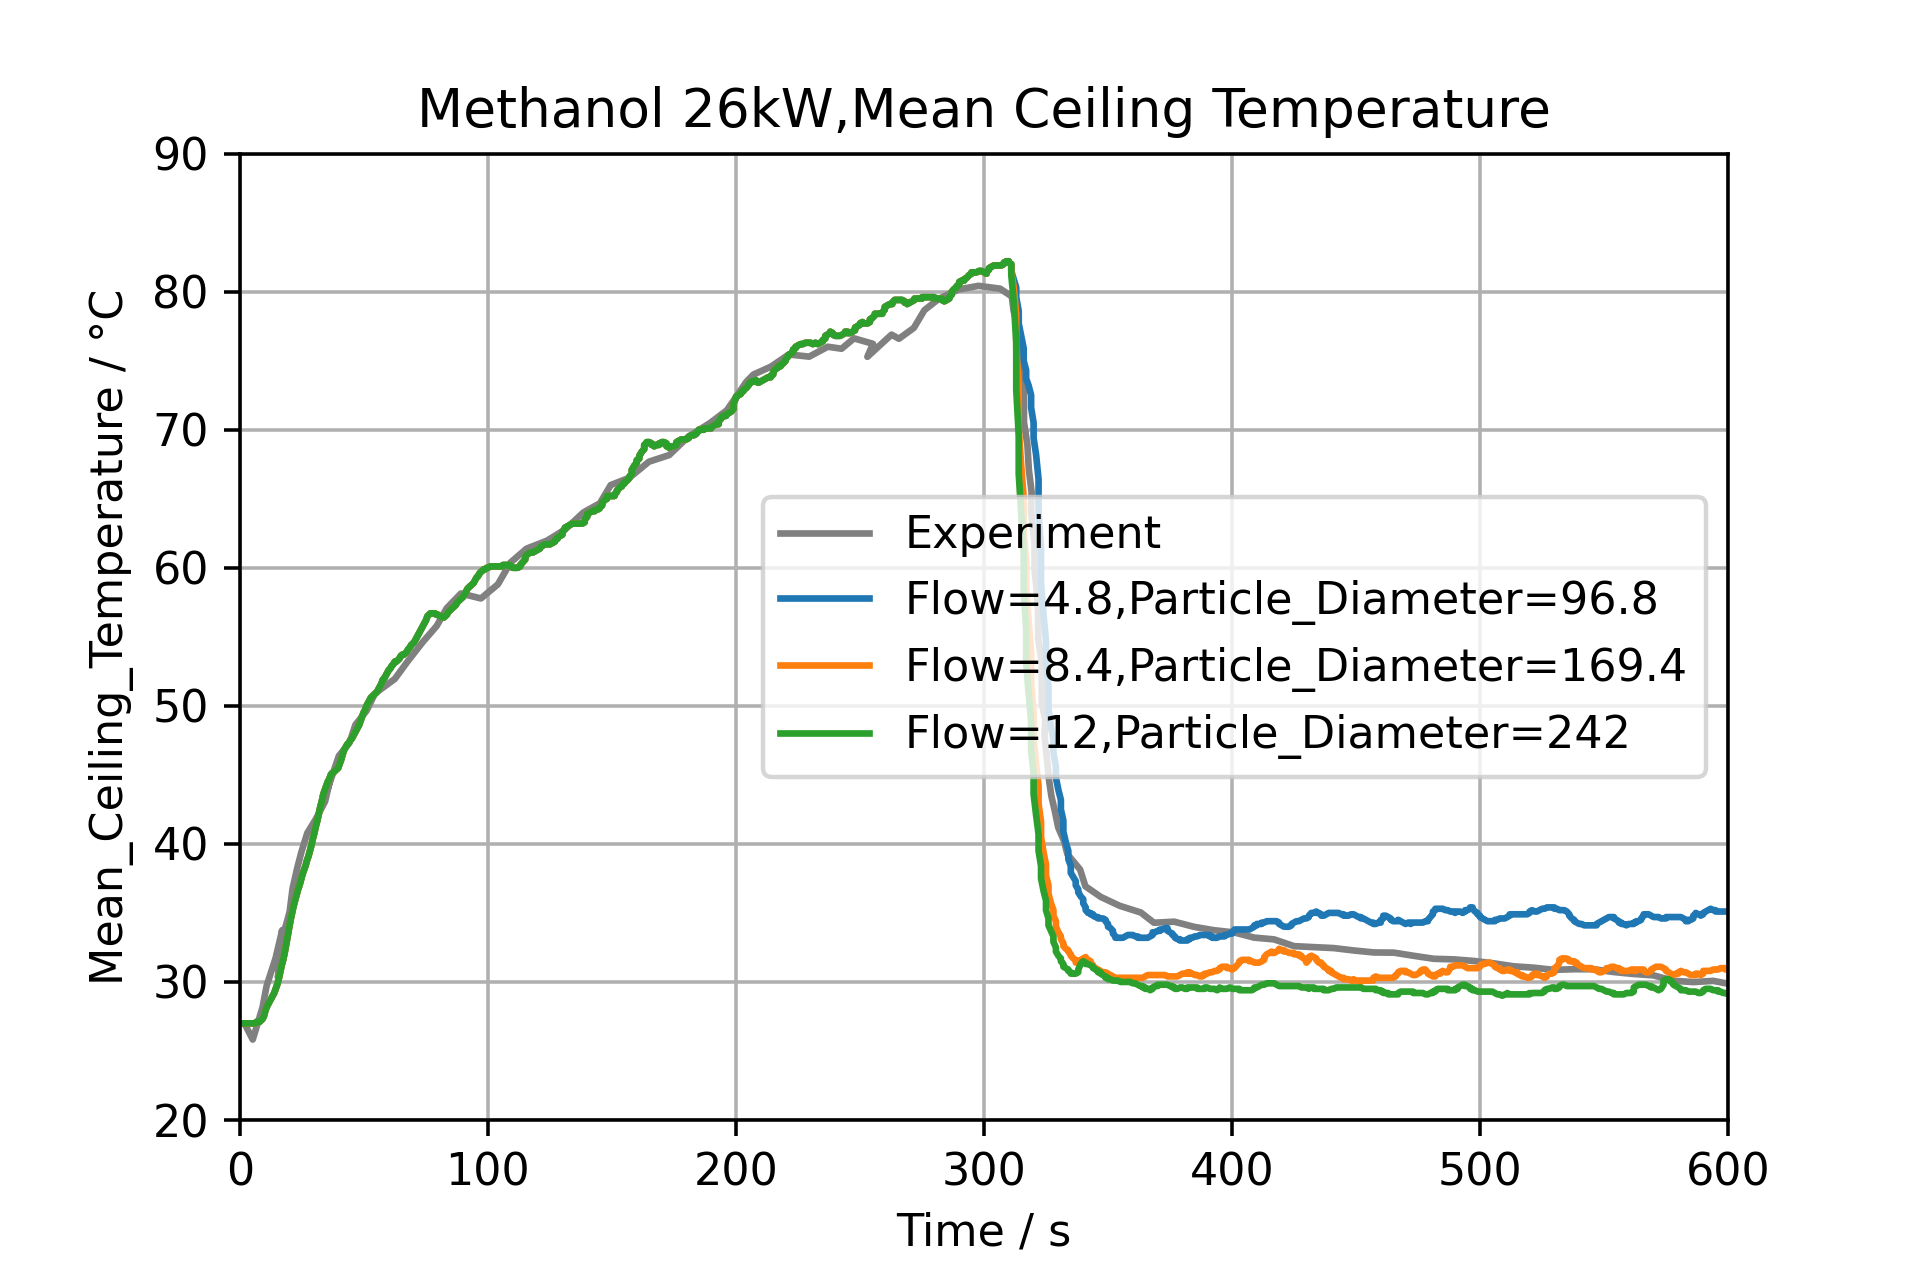 Methanol 26kW,Mean Ceiling Temperature
Mean_Ceiling_Temperature / °C
90
80
70
60
50
40
30
20
Experiment
Flow=4.8,Particle_Diameter=96.8
Flow=8.4,Particle_Diameter=169.4
Flow=12,Particle_Diameter=242
0 100 200 300 400 500 600
Time / s